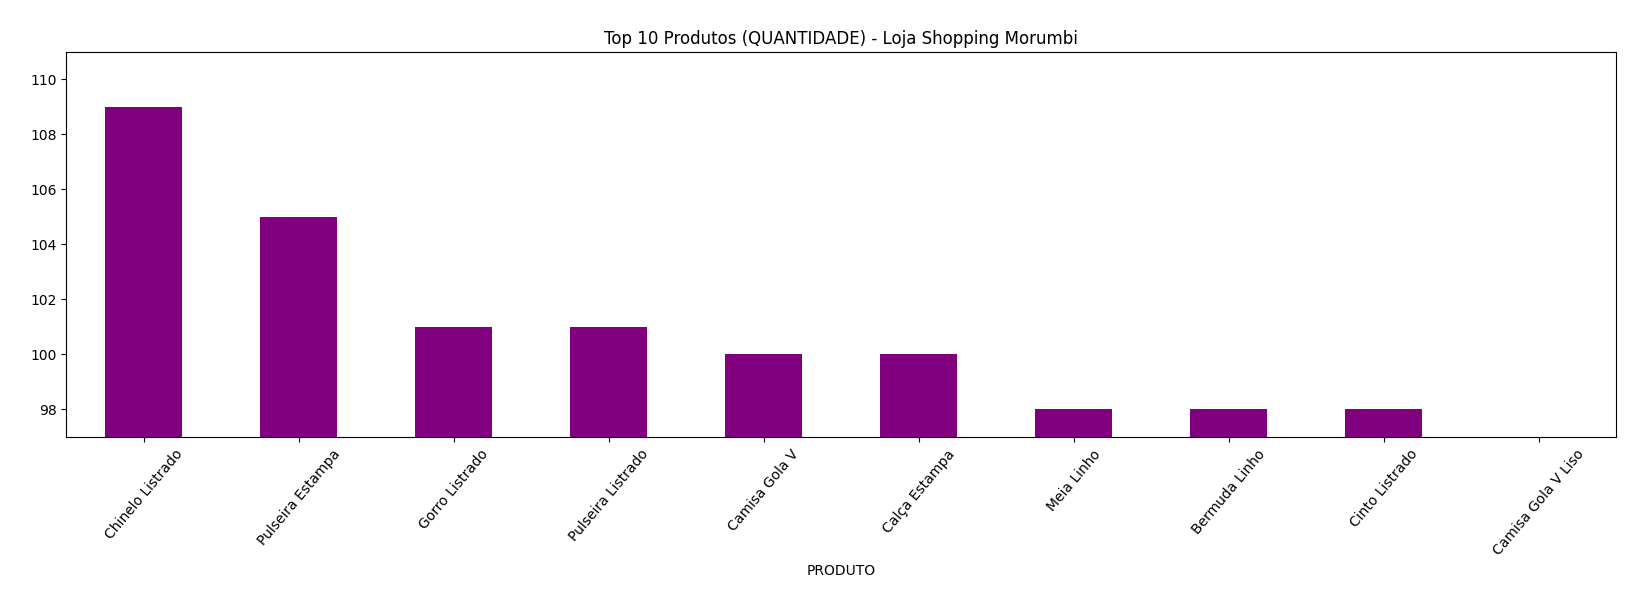 Top 10 Produtos (QUANTIDADE) - Loja Shopping Morumbi
110
108
106
104
102
100
98
Chinelo Listrado
Pulseira Estampa
Gorro Listrado
Pulseira Listrado
Camisa Gola V
Calça Estampa
Meia Linho
Bermuda Linho
Cinto Listrado
Camisa Gola V Liso
PRODUTO